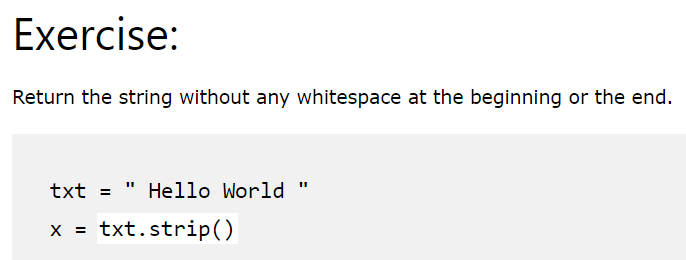 Exercise:
Return the string without any whitespace at the beginning or the end.
txt = " Hello World "
x = txt.strip()